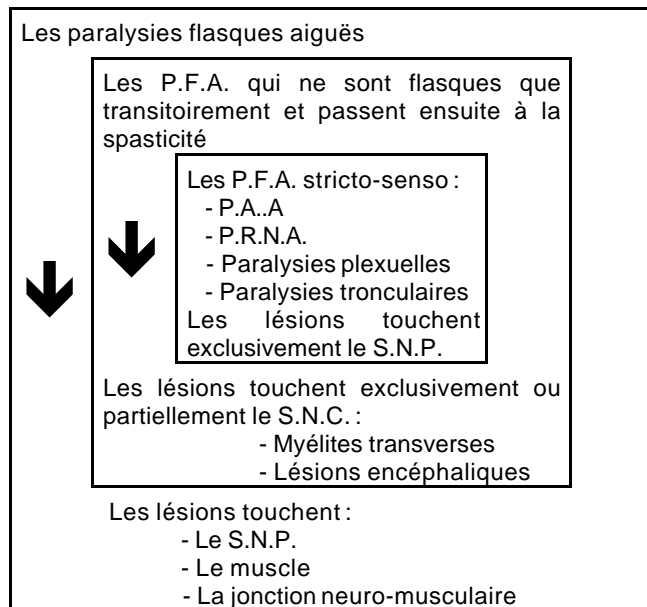 Les paralysies flasques aiguës
Les P.F.A. qui ne sont flasques que
transitoirement et passent ensuite à la
spasticité
Les P.F.A. stricto-senso :
- P.A..A
- P.R.N.A.
- Paralysies plexuelles
- Paralysies tronculaires
Les lésions touchent
exclusivement le S.N.P.
Les lésions touchent exclusivement ou
partiellement le S.N.C. :
- Myélites transverses
- Lésions encéphaliques
Les lésions touchent :
- Le S.N.P.
- Le muscle
- La jonction neuro-musculaire